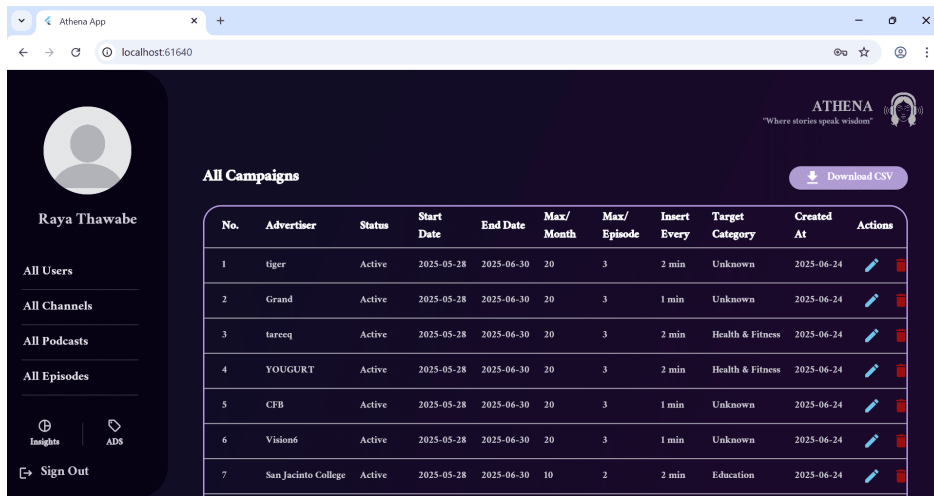 Athena App
localhost:61640
ATHENA
"Where stories speak wisdom"
All Campaigns
Download CSV
Raya Thawabe
All Users
All Channels
All Podcasts
All Episodes
Insights
ADS
Sign Out
No. Advertiser Status Start Date End Date Max/ Month Max/ Episode Insert Every Target Category Created At Actions
1 tiger Active 2025-05-28 2025-06-30 20 3 2 min Unknown 2025-06-24
2 Grand Active 2025-05-28 2025-06-30 20 3 1 min Unknown 2025-06-24
3 tareeq Active 2025-05-28 2025-06-30 20 3 2 min Health & Fitness 2025-06-24
4 YOUGURT Active 2025-05-28 2025-06-30 20 3 2 min Health & Fitness 2025-06-24
5 CFB Active 2025-05-28 2025-06-30 20 3 1 min Unknown 2025-06-24
6 Vision6 Active 2025-05-28 2025-06-30 20 3 1 min Unknown 2025-06-24
7 San Jacinto College Active 2025-05-28 2025-06-30 10 2 2 min Education 2025-06-24